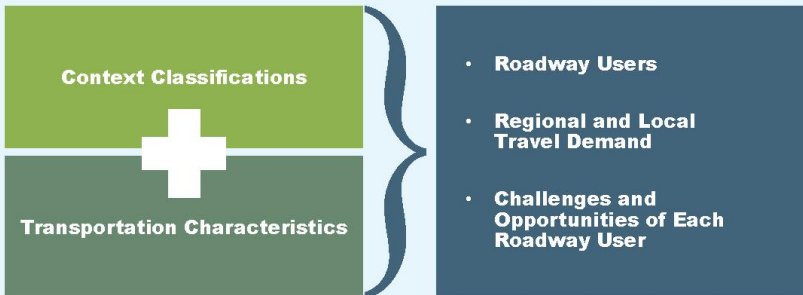 Context Classifications
Transportation Characteristics
• Roadway Users
• Regional and Local
Travel Demand
• Challenges and
Opportunities of Each
Roadway User